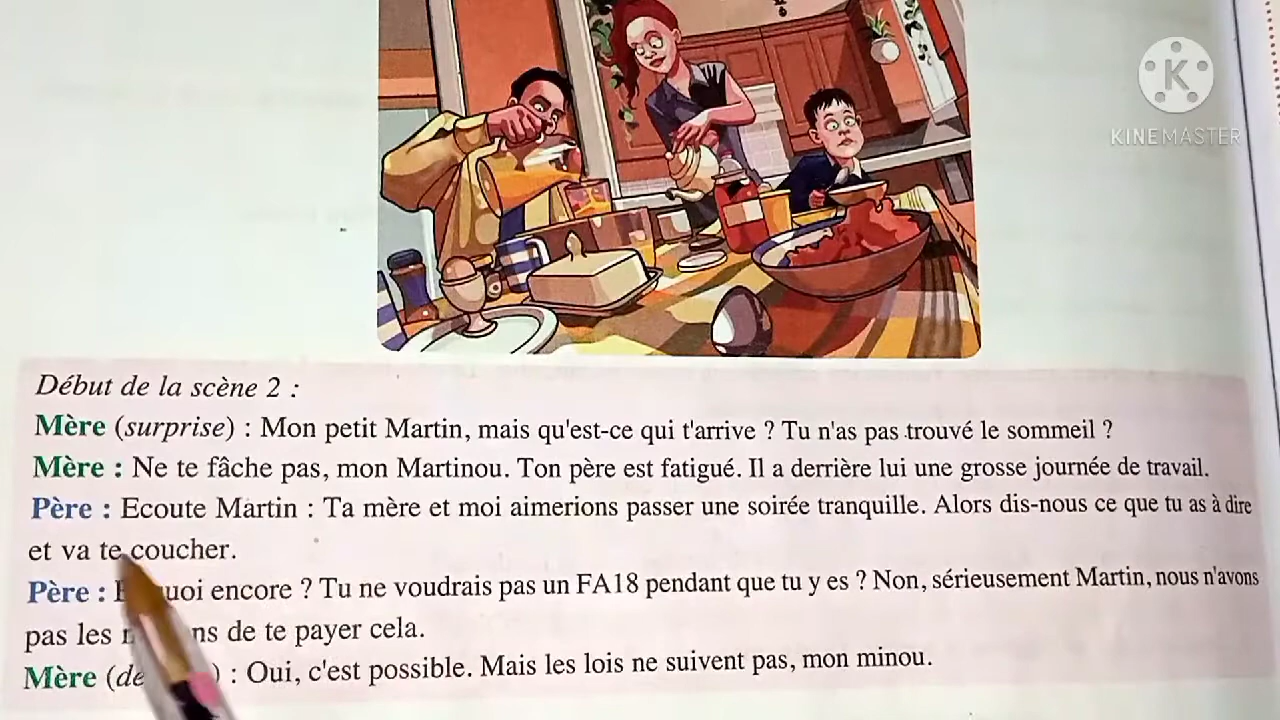 KINEMASTER
Début de la scène 2 :
Mère (surprise) : Mon petit Martin, mais qu'est-ce qui t'arrive ? Tu n'as pas trouvé le sommeil ?
Mère : Ne te fâche pas, mon Martinou. Ton père est fatigué. Il a derrière lui une grosse journée de travail.
Père : Ecoute Martin : Ta mère et moi aimerions passer une soirée tranquille. Alors dis-nous ce que tu as à dire
et va te coucher.
Père : encore ? Tu ne voudrais pas un FA18 pendant que tu y es ? Non, sérieusement Martin, nous n'avons
pas les de te payer cela.
Mère : Oui, c'est possible. Mais les lois ne suivent pas, mon minou.